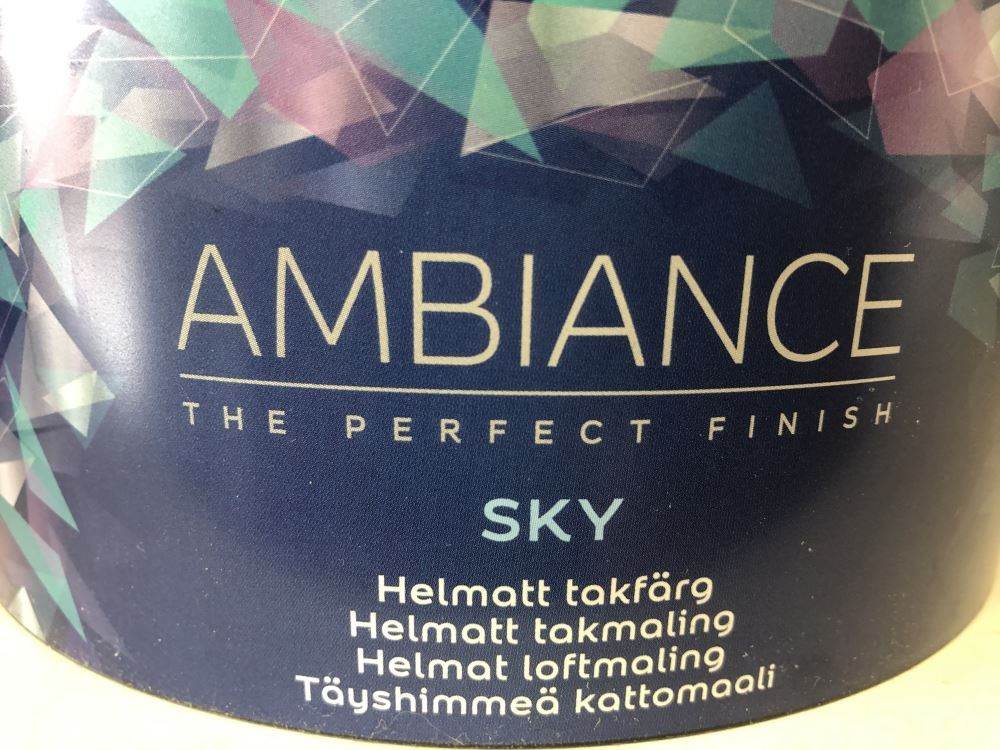 AMBIANCE
THE PERFECT FINISH
SKY
Helmatt takfärg
Helmatt takmaling
Helmat loftmaling
Täyshimmeä kattomaali